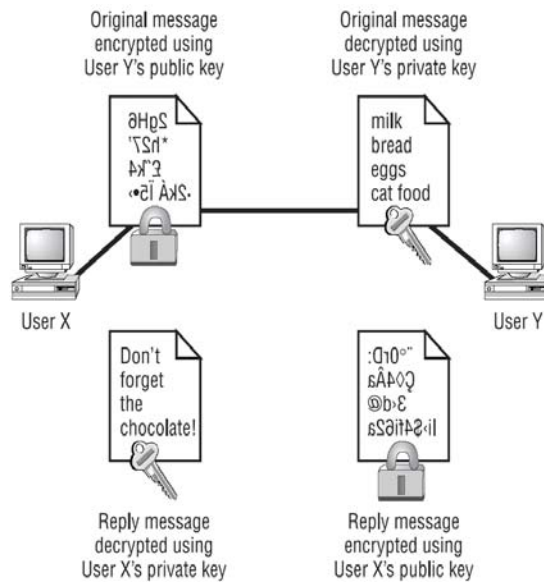 Original message
encrypted using
User Y's public key
Original message
decrypted using
User Y's private key
milk
bread
eggs
cat food
User X
User Y
Don't
forget
the
chocolate!
Reply message
decrypted using
User X's private key
Reply message
encrypted using
User X's public key